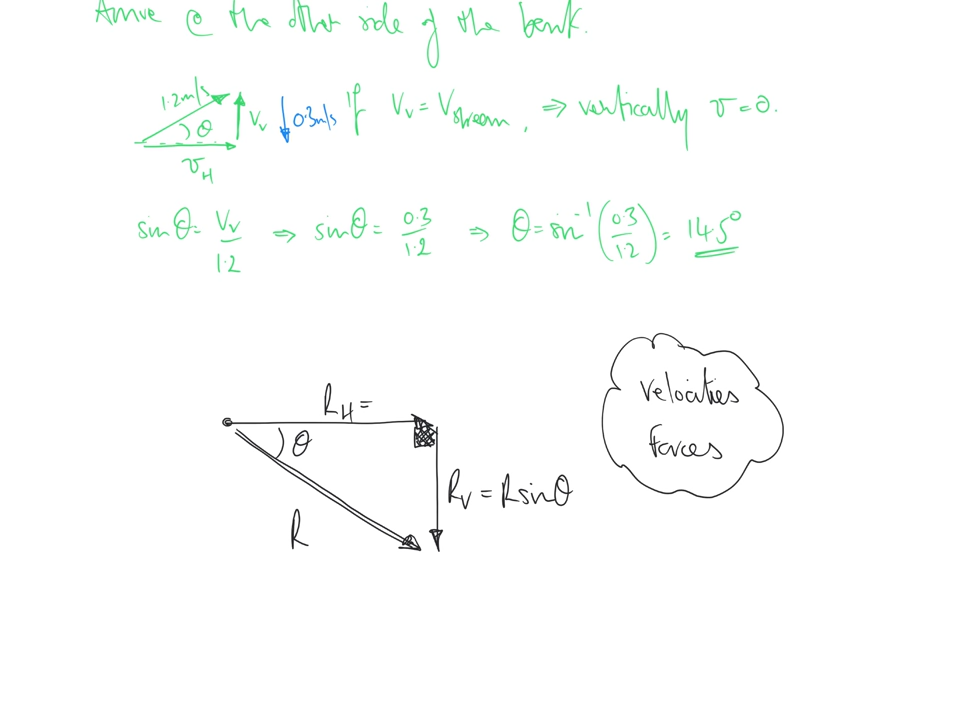 Arrive @ the other side of the bank.
1.2m/s
θ
Vv
0.3m/s
vH
If Vv = Vstream, ⇒ vertically v=0.
sinθ = Vv/1.2 ⇒ sinθ = 0.3/1.2 ⇒ θ = sin⁻¹(0.3/1.2) = 14.5°
RH =
θ
R
Rv = R sinθ
Velocities
Forces